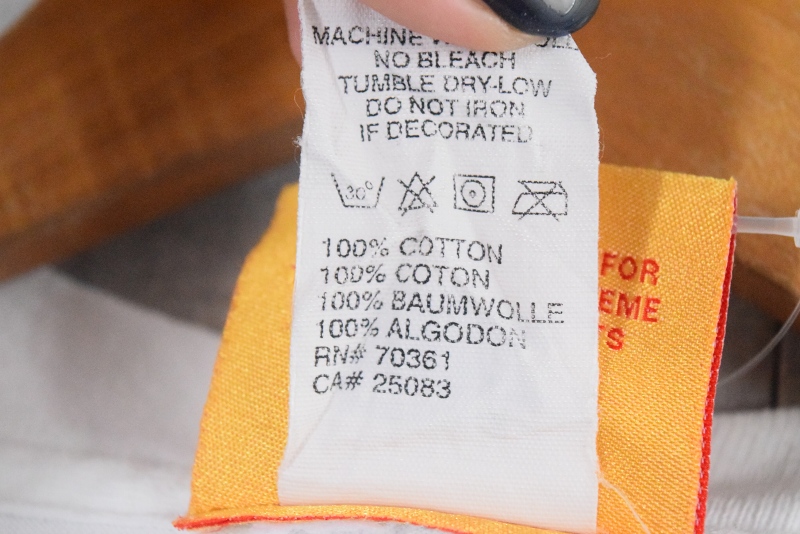 MACHINE
NO BLEACH
TUMBLE DRY-LOW
DO NOT IRON
IF DECORATED
30°
100% COTTON
100% COTON
100% BAUMWOLLE
100% ALGODON
RN# 70361
CA# 25083
FOR
EME
TS